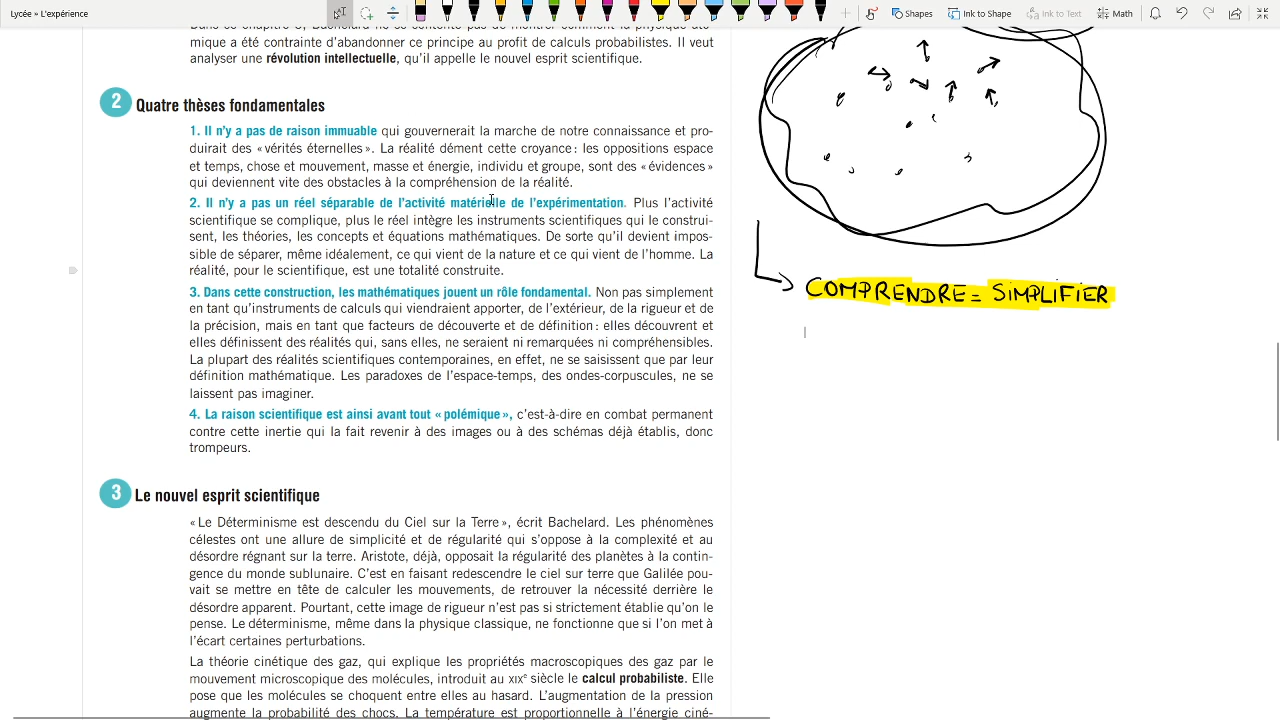 Lycée » L'expérience
Shapes
Ink to Shape
Ink to Text
Math
mique a été contrainte d'abandonner ce principe au profit de calculs probabilistes. Il veut
analyser une révolution intellectuelle, qu'il appelle le nouvel esprit scientifique.
2 Quatre thèses fondamentales
1. Il n'y a pas de raison immuable qui gouvernerait la marche de notre connaissance et pro-
duirait des « vérités éternelles ». La réalité dément cette croyance : les oppositions espace
et temps, chose et mouvement, masse et énergie, individu et groupe, sont des « évidences »
qui deviennent vite des obstacles à la compréhension de la réalité.
2. Il n'y a pas un réel séparable de l'activité matérielle de l'expérimentation. Plus l'activité
scientifique se complique, plus le réel intègre les instruments scientifiques qui le construi-
sent, les théories, les concepts et équations mathématiques. De sorte qu'il devient impos-
sible de séparer, même idéalement, ce qui vient de la nature et ce qui vient de l'homme. La
réalité, pour le scientifique, est une totalité construite.
3. Dans cette construction, les mathématiques jouent un rôle fondamental. Non pas simplement
en tant qu'instruments de calculs qui viendraient apporter, de l'extérieur, de la rigueur et de
la précision, mais en tant que facteurs de découverte et de définition : elles découvrent et
elles définissent des réalités qui, sans elles, ne seraient ni remarquées ni compréhensibles.
La plupart des réalités scientifiques contemporaines, en effet, ne se saisissent que par leur
définition mathématique. Les paradoxes de l'espace-temps, des ondes-corpuscules, ne se
laissent pas imaginer.
4. La raison scientifique est ainsi avant tout « polémique », c'est-à-dire en combat permanent
contre cette inertie qui la fait revenir à des images ou à des schémas déjà établis, donc
trompeurs.
3 Le nouvel esprit scientifique
« Le Déterminisme est descendu du Ciel sur la Terre », écrit Bachelard. Les phénomènes
célestes ont une allure de simplicité et de régularité qui s'oppose à la complexité et au
désordre régnant sur la terre. Aristote, déjà, opposait la régularité des planètes à la contin-
gence du monde sublunaire. C'est en faisant redescendre le ciel sur terre que Galilée pou-
vait se mettre en tête de calculer les mouvements, de retrouver la nécessité derrière le
désordre apparent. Pourtant, cette image de rigueur n'est pas si strictement établie qu'on le
pense. Le déterminisme, même dans la physique classique, ne fonctionne que si l'on met à
l'écart certaines perturbations.
La théorie cinétique des gaz, qui explique les propriétés macroscopiques des gaz par le
mouvement microscopique des molécules, introduit au XIXe siècle le calcul probabiliste. Elle
pose que les molécules se choquent entre elles au hasard. L'augmentation de la pression
augmente la probabilité des chocs. La température est proportionnelle à l'énergie ciné-
COMPRENDRE = SIMPLIFIER